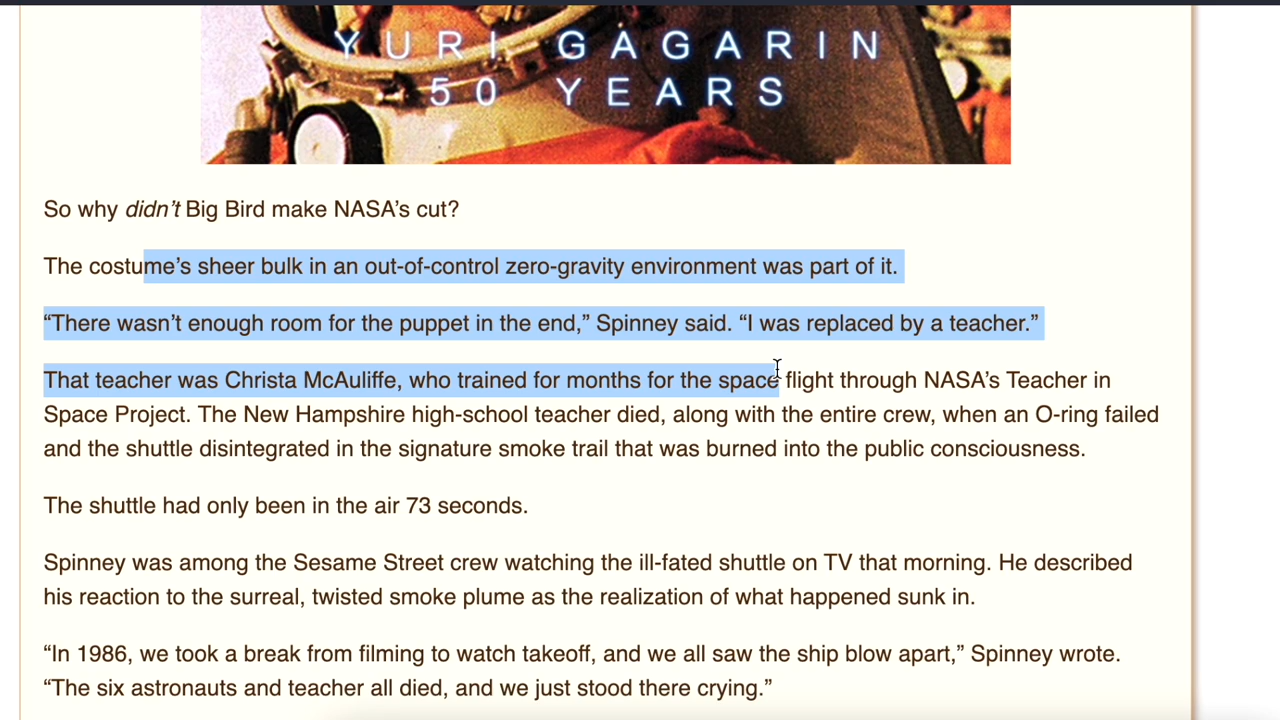 YURI GAGARIN
50 YEARS
So why didn’t Big Bird make NASA’s cut?
The costume’s sheer bulk in an out-of-control zero-gravity environment was part of it.
“There wasn’t enough room for the puppet in the end,” Spinney said. “I was replaced by a teacher.”
That teacher was Christa McAuliffe, who trained for months for the space flight through NASA’s Teacher in
Space Project. The New Hampshire high-school teacher died, along with the entire crew, when an O-ring failed
and the shuttle disintegrated in the signature smoke trail that was burned into the public consciousness.
The shuttle had only been in the air 73 seconds.
Spinney was among the Sesame Street crew watching the ill-fated shuttle on TV that morning. He described
his reaction to the surreal, twisted smoke plume as the realization of what happened sunk in.
“In 1986, we took a break from filming to watch takeoff, and we all saw the ship blow apart,” Spinney wrote.
“The six astronauts and teacher all died, and we just stood there crying.”